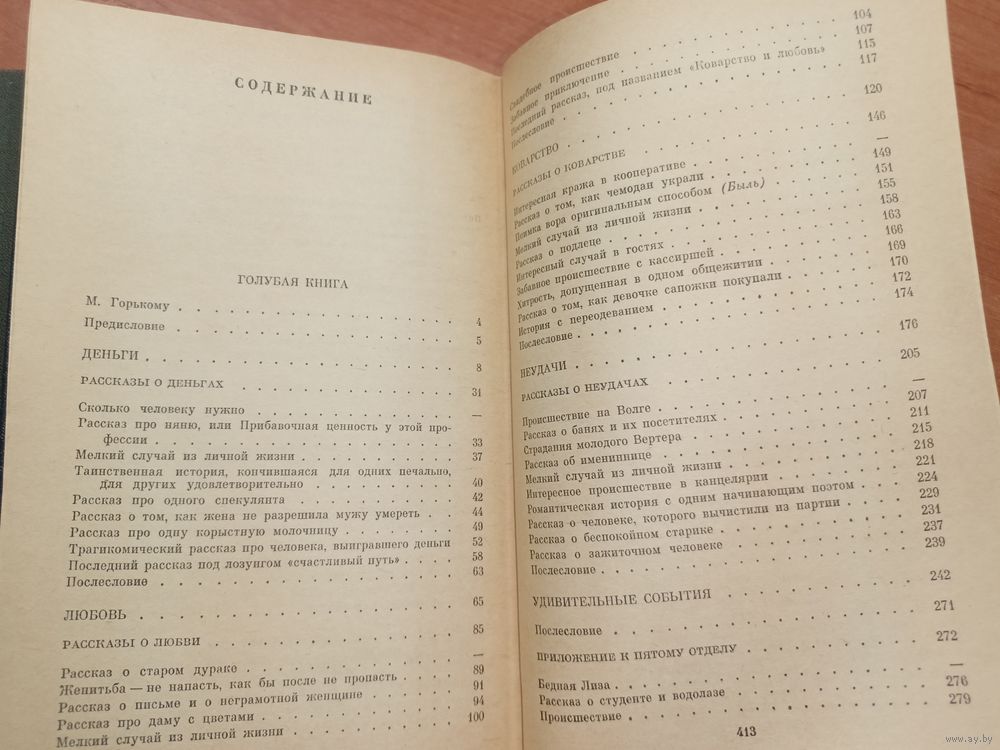 СОДЕРЖАНИЕ
ГОЛУБАЯ КНИГА
М. Горькому . . . . . . . . . . 4
Предисловие . . . . . . . . . . 5
ДЕНЬГИ . . . . . . . . . . 8
РАССКАЗЫ О ДЕНЬГАХ . . . . . . . . . . 31
Сколько человеку нужно . . . . . . . . . . —
Рассказ про няню, или Прибавочная ценность у этой про-
фессии . . . . . . . . . . 33
Мелкий случай из личной жизни . . . . . . . . 37
Таинственная история, кончившаяся для одних печально,
для других удовлетворительно . . . . . . . 40
Рассказ про одного спекулянта . . . . . . . . 42
Рассказ о том, как жена не разрешила мужу умереть . . 44
Рассказ про одну корыстную молочницу . . . . . 49
Трагикомический рассказ про человека, выигравшего деньги 52
Последний рассказ под лозунгом «счастливый путь» . . . 58
Послесловие . . . . . . . . . . 63
ЛЮБОВЬ . . . . . . . . . . 65
РАССКАЗЫ О ЛЮБВИ . . . . . . . . . . 85
Рассказ о старом дураке . . . . . . . . . —
Женитьба — не напасть, как бы после не пропасть . . . 89
Рассказ о письме и о неграмотной женщине . . . . 91
Рассказ про даму с цветами . . . . . . . . 94
Мелкий случай из личной жизни . . . . . . . 100
Свадебное происшествие . . . . . . . . . 104
Забавное приключение . . . . . . . . . 107
Последний рассказ, под названием «Коварство и любовь» 115
Послесловие . . . . . . . . . . 117
КОВАРСТВО . . . . . . . . . . 120
РАССКАЗЫ О КОВАРСТВЕ . . . . . . . . . 146
Интересная кража в кооперативе . . . . . . . —
Рассказ о том, как чемодан украли . . . . . . 149
Поимка вора оригинальным способом (Быль) . . . . 151
Мелкий случай из личной жизни . . . . . . . 155
Рассказ о подлеце . . . . . . . . . . 158
Интересный случай в гостях . . . . . . . . 163
Забавное происшествие с кассиршей . . . . . . 166
Хитрость, допущенная в одном общежитии . . . . . 169
Рассказ о том, как девочке сапожки покупали . . . . 170
История с переодеванием . . . . . . . . . 172
Послесловие . . . . . . . . . . 174
НЕУДАЧИ . . . . . . . . . . 176
РАССКАЗЫ О НЕУДАЧАХ . . . . . . . . . 205
Происшествие на Волге . . . . . . . . . —
Рассказ о банях и их посетителях . . . . . . . 207
Страдания молодого Вертера . . . . . . . . 211
Рассказ об имениннице . . . . . . . . . 215
Мелкий случай из личной жизни . . . . . . . 218
Интересное происшествие в канцелярии . . . . . 221
Романтическая история с одним начинающим поэтом . . 224
Рассказ о человеке, которого вычистили из партии . . . 229
Рассказ о беспокойном старике . . . . . . . 231
Рассказ о зажиточном человеке . . . . . . . 237
Послесловие . . . . . . . . . . 239
УДИВИТЕЛЬНЫЕ СОБЫТИЯ . . . . . . . . . 242
Послесловие . . . . . . . . . . 271
ПРИЛОЖЕНИЕ К ПЯТОМУ ОТДЕЛУ . . . . . . 272
Бедная Лиза . . . . . . . . . . —
Рассказ о студенте и водолазе . . . . . . . . 276
Происшествие . . . . . . . . . . 279
413
www.ay.by